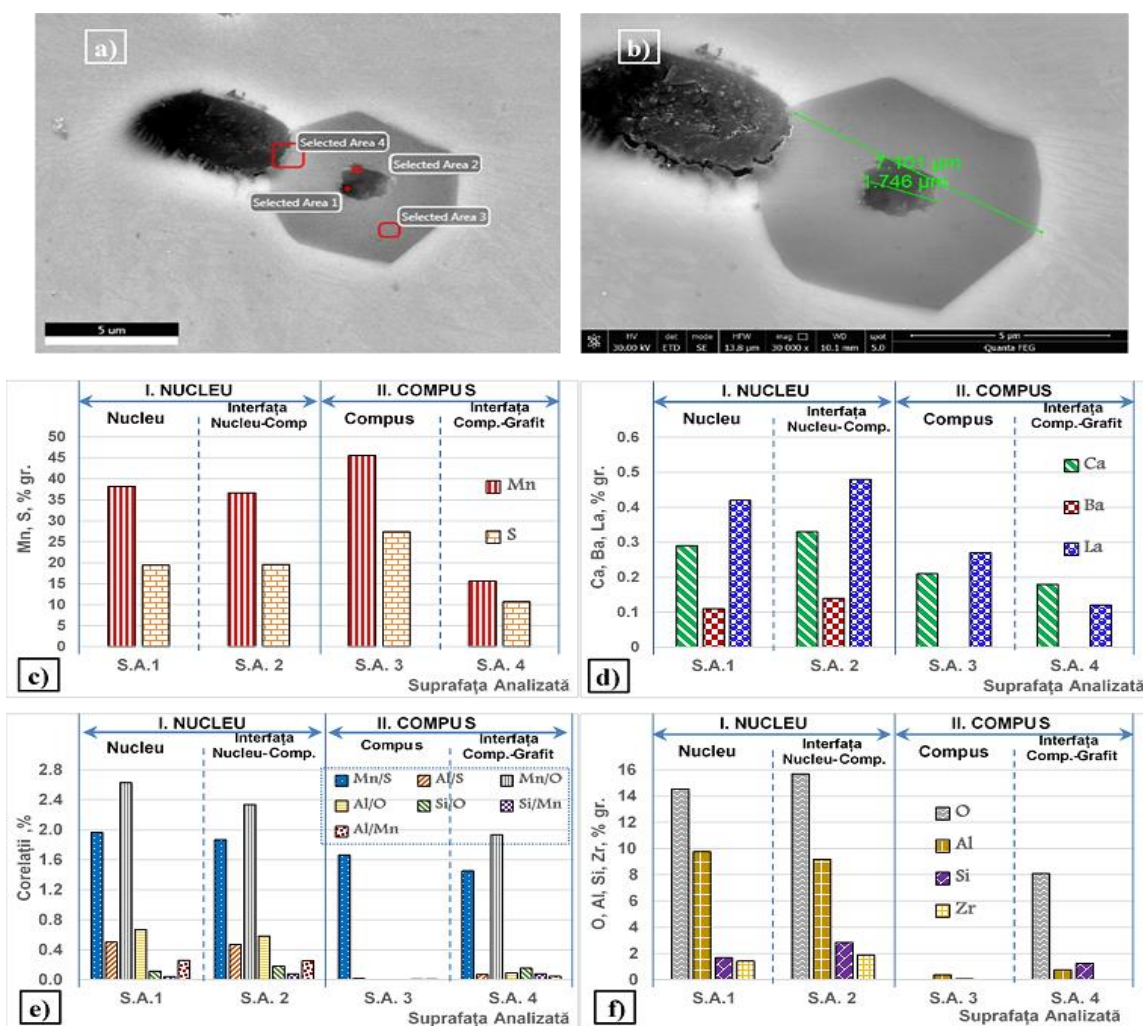 a)
Selected Area 4
Selected Area 2
Selected Area 1
Selected Area 3
5 um
b)
7.101 µm
1.746 µm
HV det mode HFW mag WD spot
30.00 kV ETD SE 13.8 µm 30 000 x 10.1 mm 5.0
5 µm
Quanta FEG
I. NUCLEU II. COMPUS
Nucleu
Interfața
Nucleu-Comp
Compus
Interfața
Comp.-Grafit
Mn, S, % gr.
50
45
40
35
30
25
20
15
10
5
0
Mn
S
S.A.1 S.A. 2 S.A. 3 S.A. 4
Suprafața Analizată
c)
I. NUCLEU II. COMPUS
Nucleu
Interfața
Nucleu-Comp.
Compus
Interfața
Comp.-Grafit
Ca, Ba, La, % gr.
0.6
0.5
0.4
0.3
0.2
0.1
0
Ca
Ba
La
S.A.1 S.A. 2 S.A. 3 S.A. 4
Suprafața Analizată
d)
I. NUCLEU II. COMPUS
Nucleu
Interfața
Nucleu-Comp.
Compus
Interfața
Comp.-Grafit
Corelații ,%
2.8
2.4
2.0
1.6
1.2
0.8
0.4
0.0
Mn/S Al/S Mn/O
Al/O Si/O Si/Mn
Al/Mn
S.A.1 S.A. 2 S.A. 3 S.A. 4
Suprafața Analizată
e)
I. NUCLEU II. COMPUS
Nucleu
Interfața
Nucleu-Comp.
Compus
Interfața
Comp.-Grafit
O, Al, Si, Zr, % gr.
16
14
12
10
8
6
4
2
0
O
Al
Si
Zr
S.A.1 S.A. 2 S.A. 3 S.A. 4
Suprafața Analizată
f)